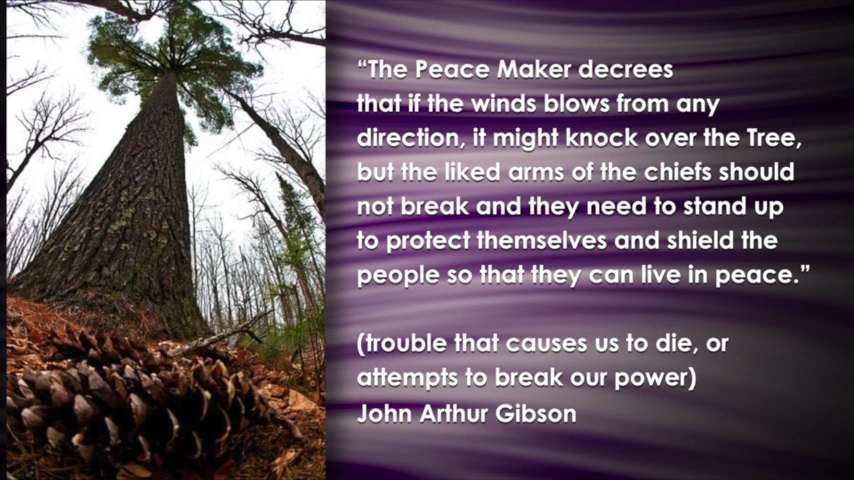 “The Peace Maker decrees
that if the winds blows from any
direction, it might knock over the Tree,
but the liked arms of the chiefs should
not break and they need to stand up
to protect themselves and shield the
people so that they can live in peace.”
(trouble that causes us to die, or
attempts to break our power)
John Arthur Gibson